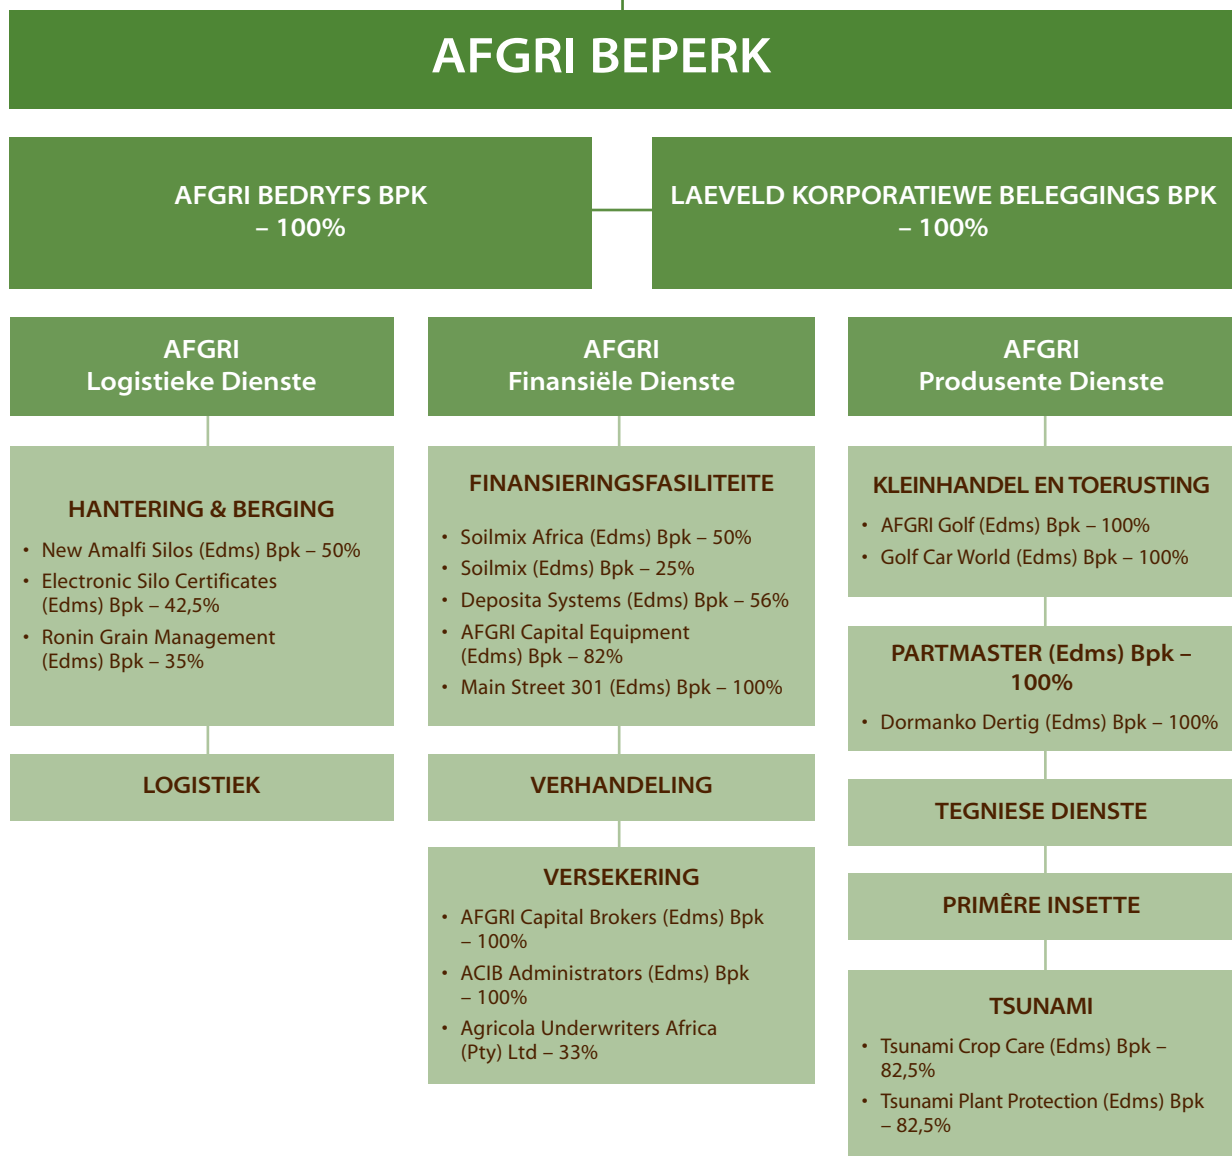 AFGRI BEPERK
AFGRI BEDRYFS BPK
– 100%
LAEVELD KORPORATIEWE BELEGGINGS BPK
– 100%
AFGRI
Logistieke Dienste
HANTERING & BERGING
• New Amalfi Silos (Edms) Bpk – 50%
• Electronic Silo Certificates
(Edms) Bpk – 42,5%
• Ronin Grain Management
(Edms) Bpk – 35%
LOGISTIEK
AFGRI
Finansiële Dienste
FINANSIERINGSFASILITEITE
• Soilmix Africa (Edms) Bpk – 50%
• Soilmix (Edms) Bpk – 25%
• Deposita Systems (Edms) Bpk – 56%
• AFGRI Capital Equipment
(Edms) Bpk – 82%
• Main Street 301 (Edms) Bpk – 100%
VERHANDELING
VERSEKERING
• AFGRI Capital Brokers (Edms) Bpk
– 100%
• ACIB Administrators (Edms) Bpk
– 100%
• Agricola Underwriters Africa
(Pty) Ltd – 33%
AFGRI
Produsente Dienste
KLEINHANDEL EN TOERUSTING
• AFGRI Golf (Edms) Bpk – 100%
• Golf Car World (Edms) Bpk – 100%
PARTMASTER (Edms) Bpk –
100%
• Dormanko Dertig (Edms) Bpk – 100%
TEGNIESE DIENSTE
PRIMÊRE INSETTE
TSUNAMI
• Tsunami Crop Care (Edms) Bpk –
82,5%
• Tsunami Plant Protection (Edms) Bpk
– 82,5%